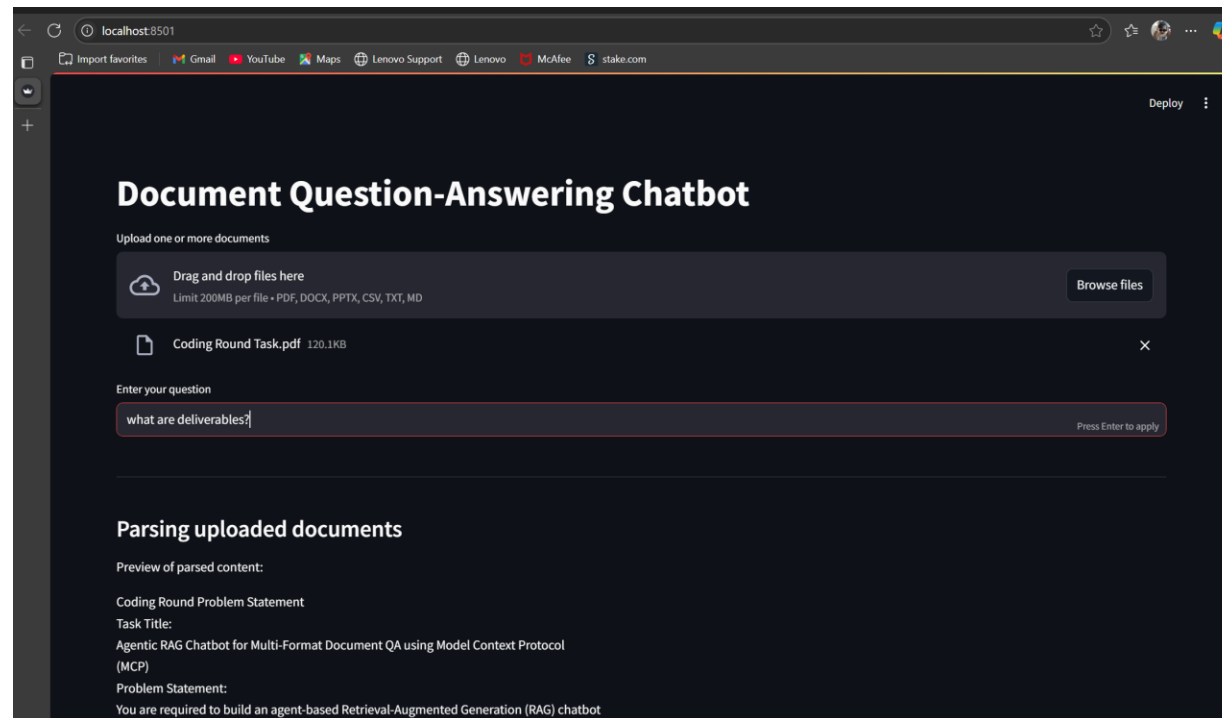 localhost:8501
Import favorites
Gmail
YouTube
Maps
Lenovo Support
Lenovo
McAfee
stake.com
Deploy
Document Question-Answering Chatbot
Upload one or more documents
Drag and drop files here
Limit 200MB per file • PDF, DOCX, PPTX, CSV, TXT, MD
Browse files
Coding Round Task.pdf 120.1KB
Enter your question
what are deliverables?
Press Enter to apply
Parsing uploaded documents
Preview of parsed content:
Coding Round Problem Statement
Task Title:
Agentic RAG Chatbot for Multi-Format Document QA using Model Context Protocol
(MCP)
Problem Statement:
You are required to build an agent-based Retrieval-Augmented Generation (RAG) chatbot